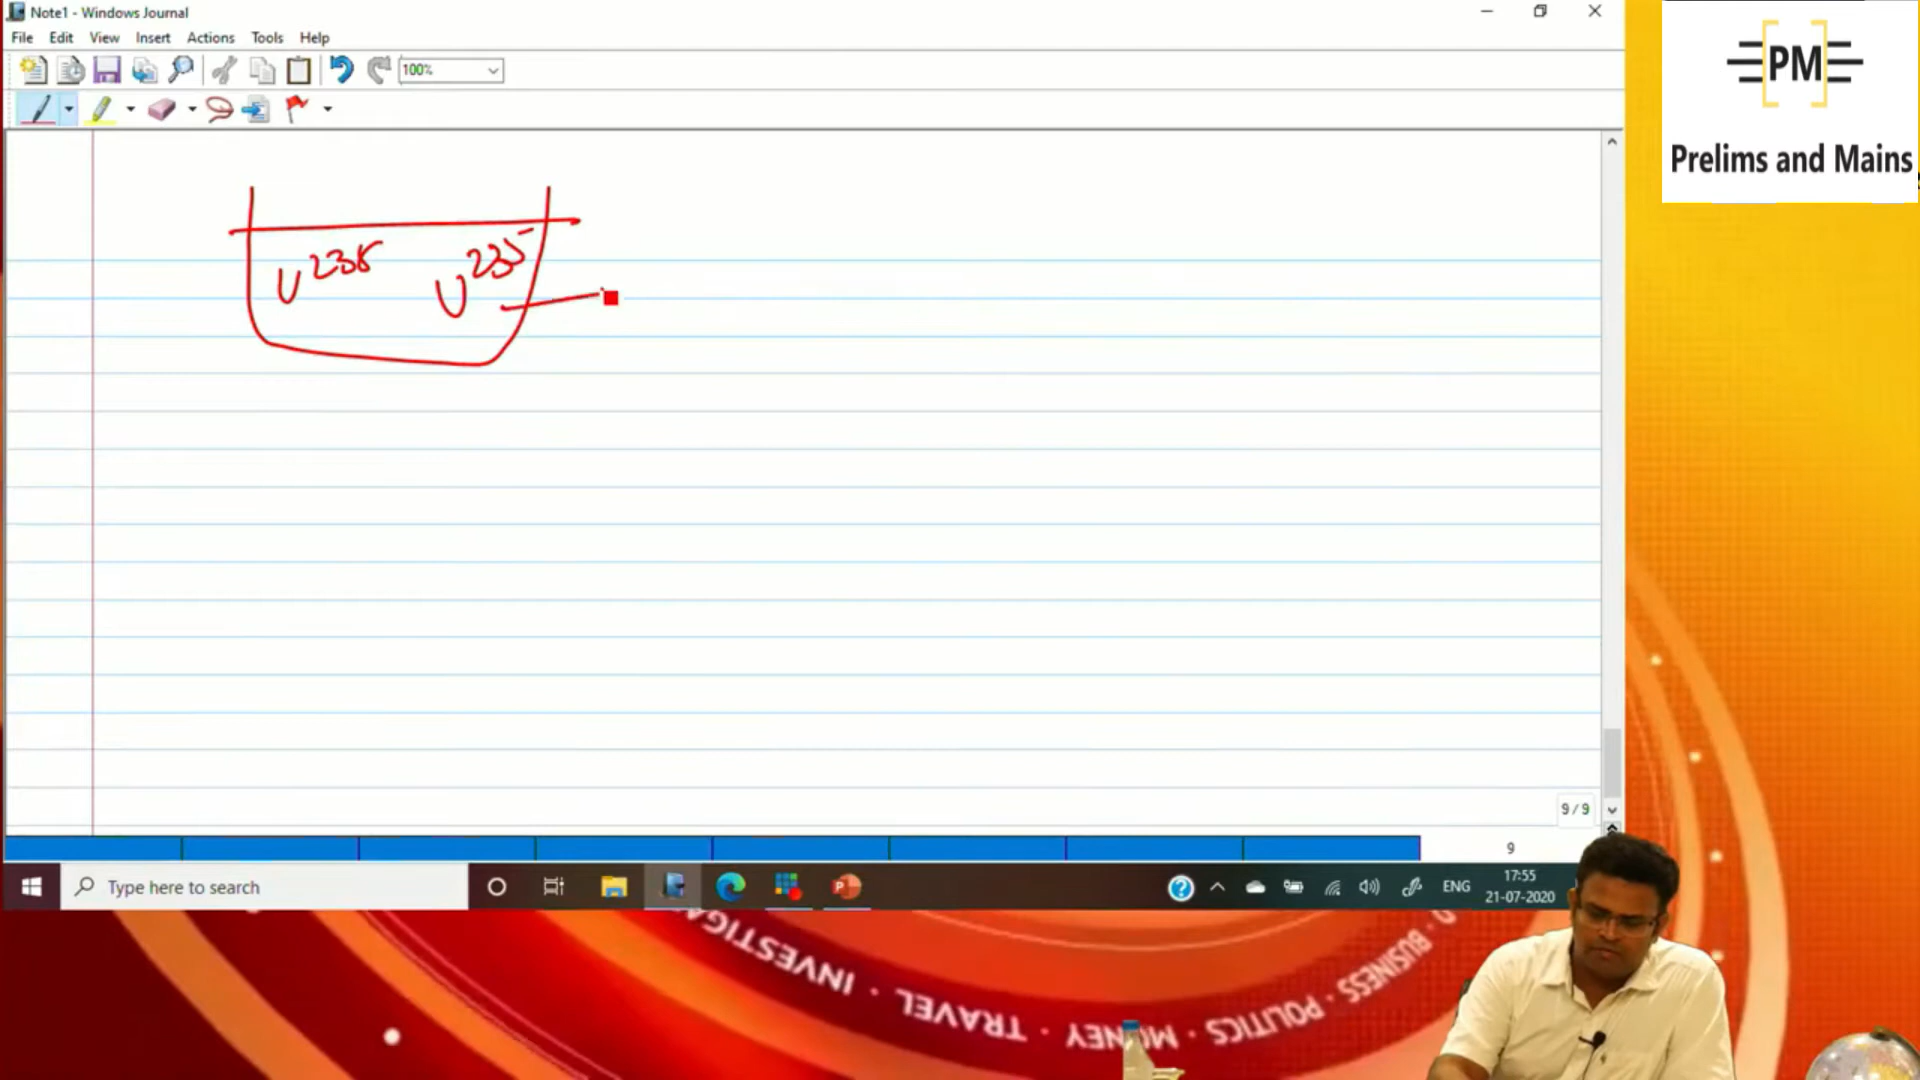 Note1 - Windows Journal
File Edit View Insert Actions Tools Help
100%
PM
Prelims and Mains
U238 U235
9 / 9
9
Type here to search
ENG
17:55
21-07-2020
INVESTIGA
TRAVEL · MONEY · POLITICS · BUSINESS ·